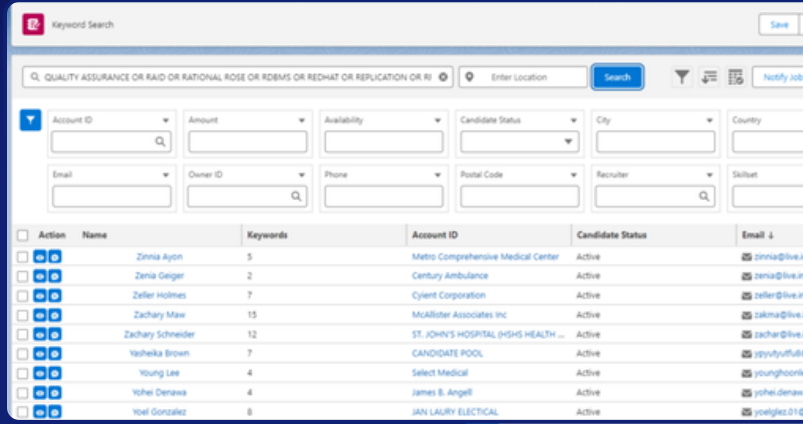 Keyword Search
Save
QUALITY ASSURANCE OR RAID OR RATIONAL ROSE OR RDBMS OR REDHAT OR REPLICATION OR RI
Enter Location
Search
Notify Job
Account ID
Amount
Availability
Candidate Status
City
Country
Email
Owner ID
Phone
Postal Code
Recruiter
Skillset
Action Name Keywords Account ID Candidate Status Email ↓
Zinnia Ayon 5 Metro Comprehensive Medical Center Active zinnia@live.i
Zenia Geiger 2 Century Ambulance Active zenia@live.in
Zeller Holmes 7 Cyient Corporation Active zeller@live.in
Zachary Maw 15 McAllister Associates Inc Active zakma@live.
Zachary Schneider 12 ST. JOHN'S HOSPITAL (HSHS HEALTH ... Active zachar@live.
Yasheika Brown 7 CANDIDATE POOL Active
Young Lee 4 Select Medical Active younghoonl
Yohei Denawa 4 James B. Angell Active yohei.denaw
Yoel Gonzalez 8 JAN LAURY ELECTICAL Active yoelglez.01@